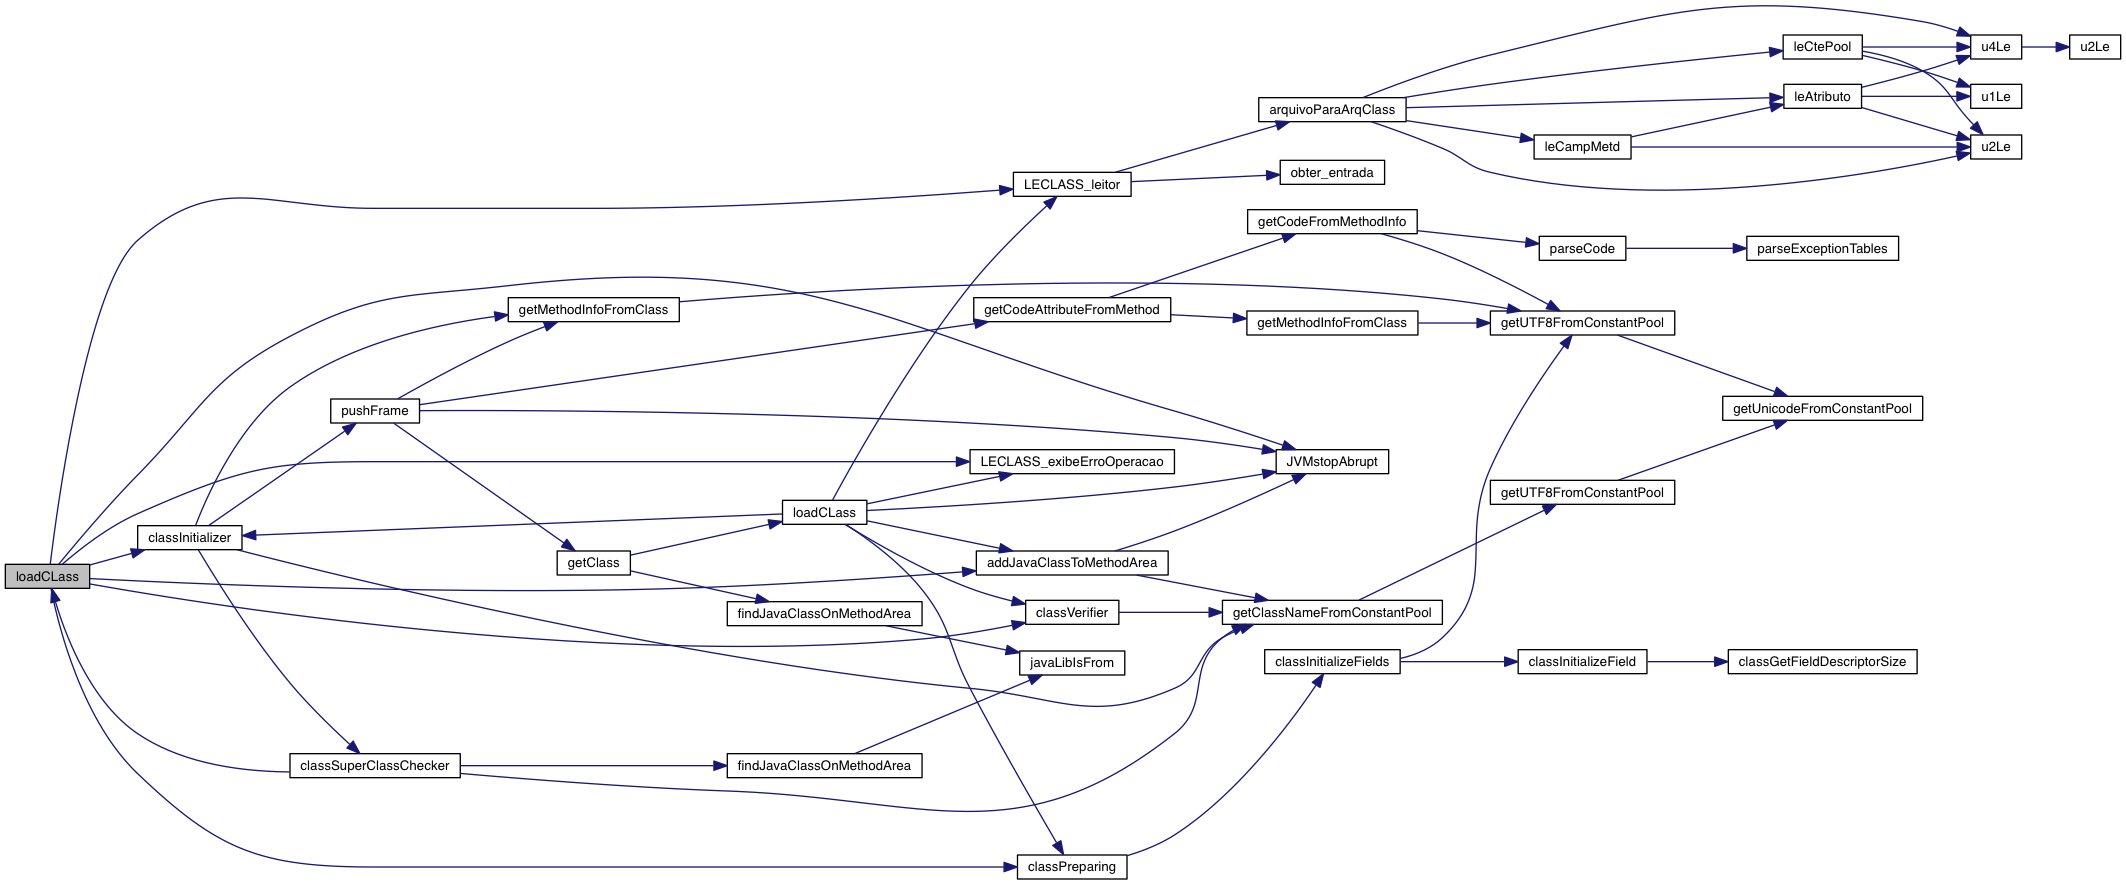 leCtePool
u4Le
u2Le
arquivoParaArqClass
leAtributo
u1Le
leCampMetd
u2Le
LECLASS_leitor
obter_entrada
getCodeFromMethodInfo
parseCode
parseExceptionTables
getMethodInfoFromClass
getCodeAttributeFromMethod
getMethodInfoFromClass
getUTF8FromConstantPool
pushFrame
getUnicodeFromConstantPool
LECLASS_exibeErroOperacao
JVMstopAbrupt
getUTF8FromConstantPool
loadCLass
classInitializer
getClass
addJavaClassToMethodArea
loadCLass
findJavaClassOnMethodArea
classVerifier
getClassNameFromConstantPool
javaLibIsFrom
classInitializeFields
classInitializeField
classGetFieldDescriptorSize
classSuperClassChecker
findJavaClassOnMethodArea
classPreparing